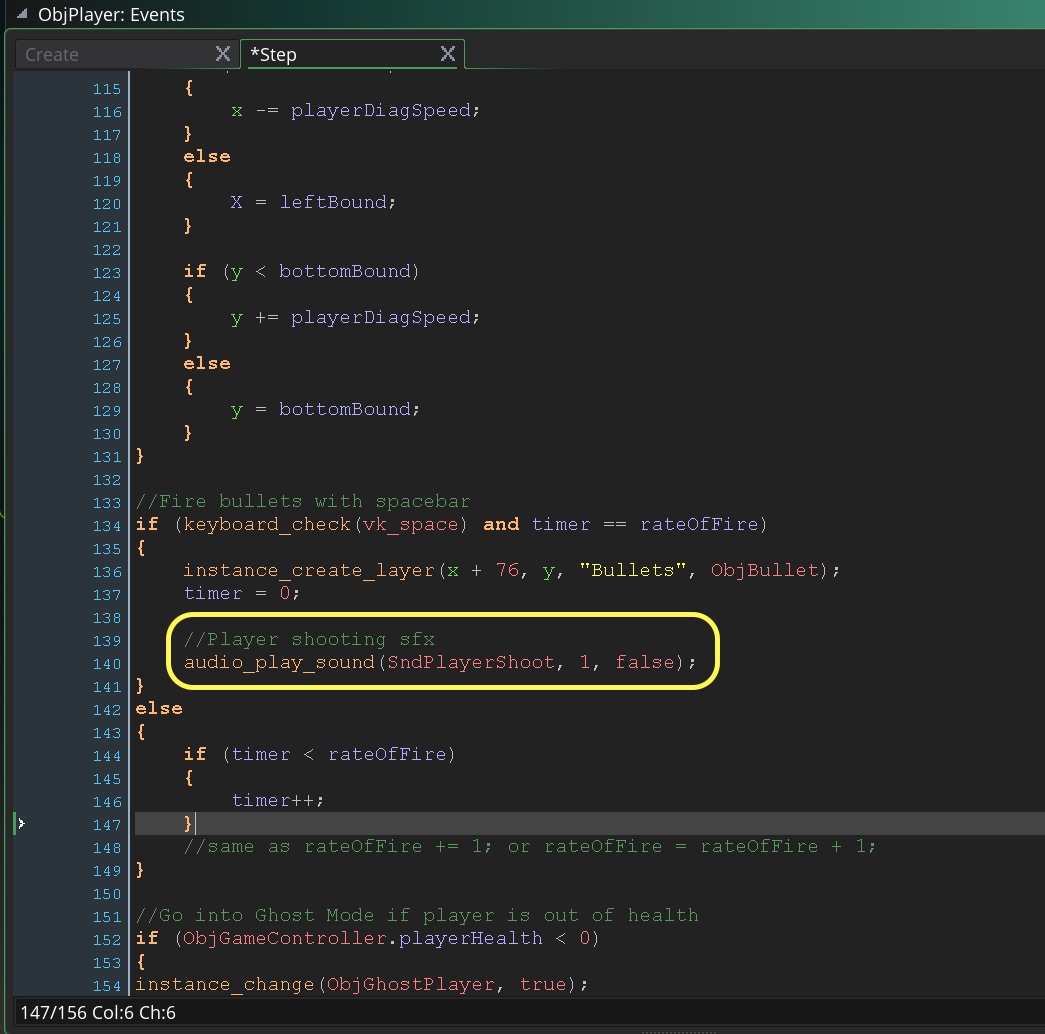 ObjPlayer: Events
Create X *Step X
115 {
116 x -= playerDiagSpeed;
117 }
118 else
119 {
120 X = leftBound;
121 }
122
123 if (y < bottomBound)
124 {
125 y += playerDiagSpeed;
126 }
127 else
128 {
129 y = bottomBound;
130 }
131 }
132
133 //Fire bullets with spacebar
134 if (keyboard_check(vk_space) and timer == rateOfFire)
135 {
136 instance_create_layer(x + 76, y, "Bullets", ObjBullet);
137 timer = 0;
138
139 //Player shooting sfx
140 audio_play_sound(SndPlayerShoot, 1, false);
141 }
142 else
143 {
144 if (timer < rateOfFire)
145 {
146 timer++;
147 }
148 //same as rateOfFire += 1; or rateOfFire = rateOfFire + 1;
149 }
150
151 //Go into Ghost Mode if player is out of health
152 if (ObjGameController.playerHealth < 0)
153 {
154 instance_change(ObjGhostPlayer, true);
147/156 Col:6 Ch:6